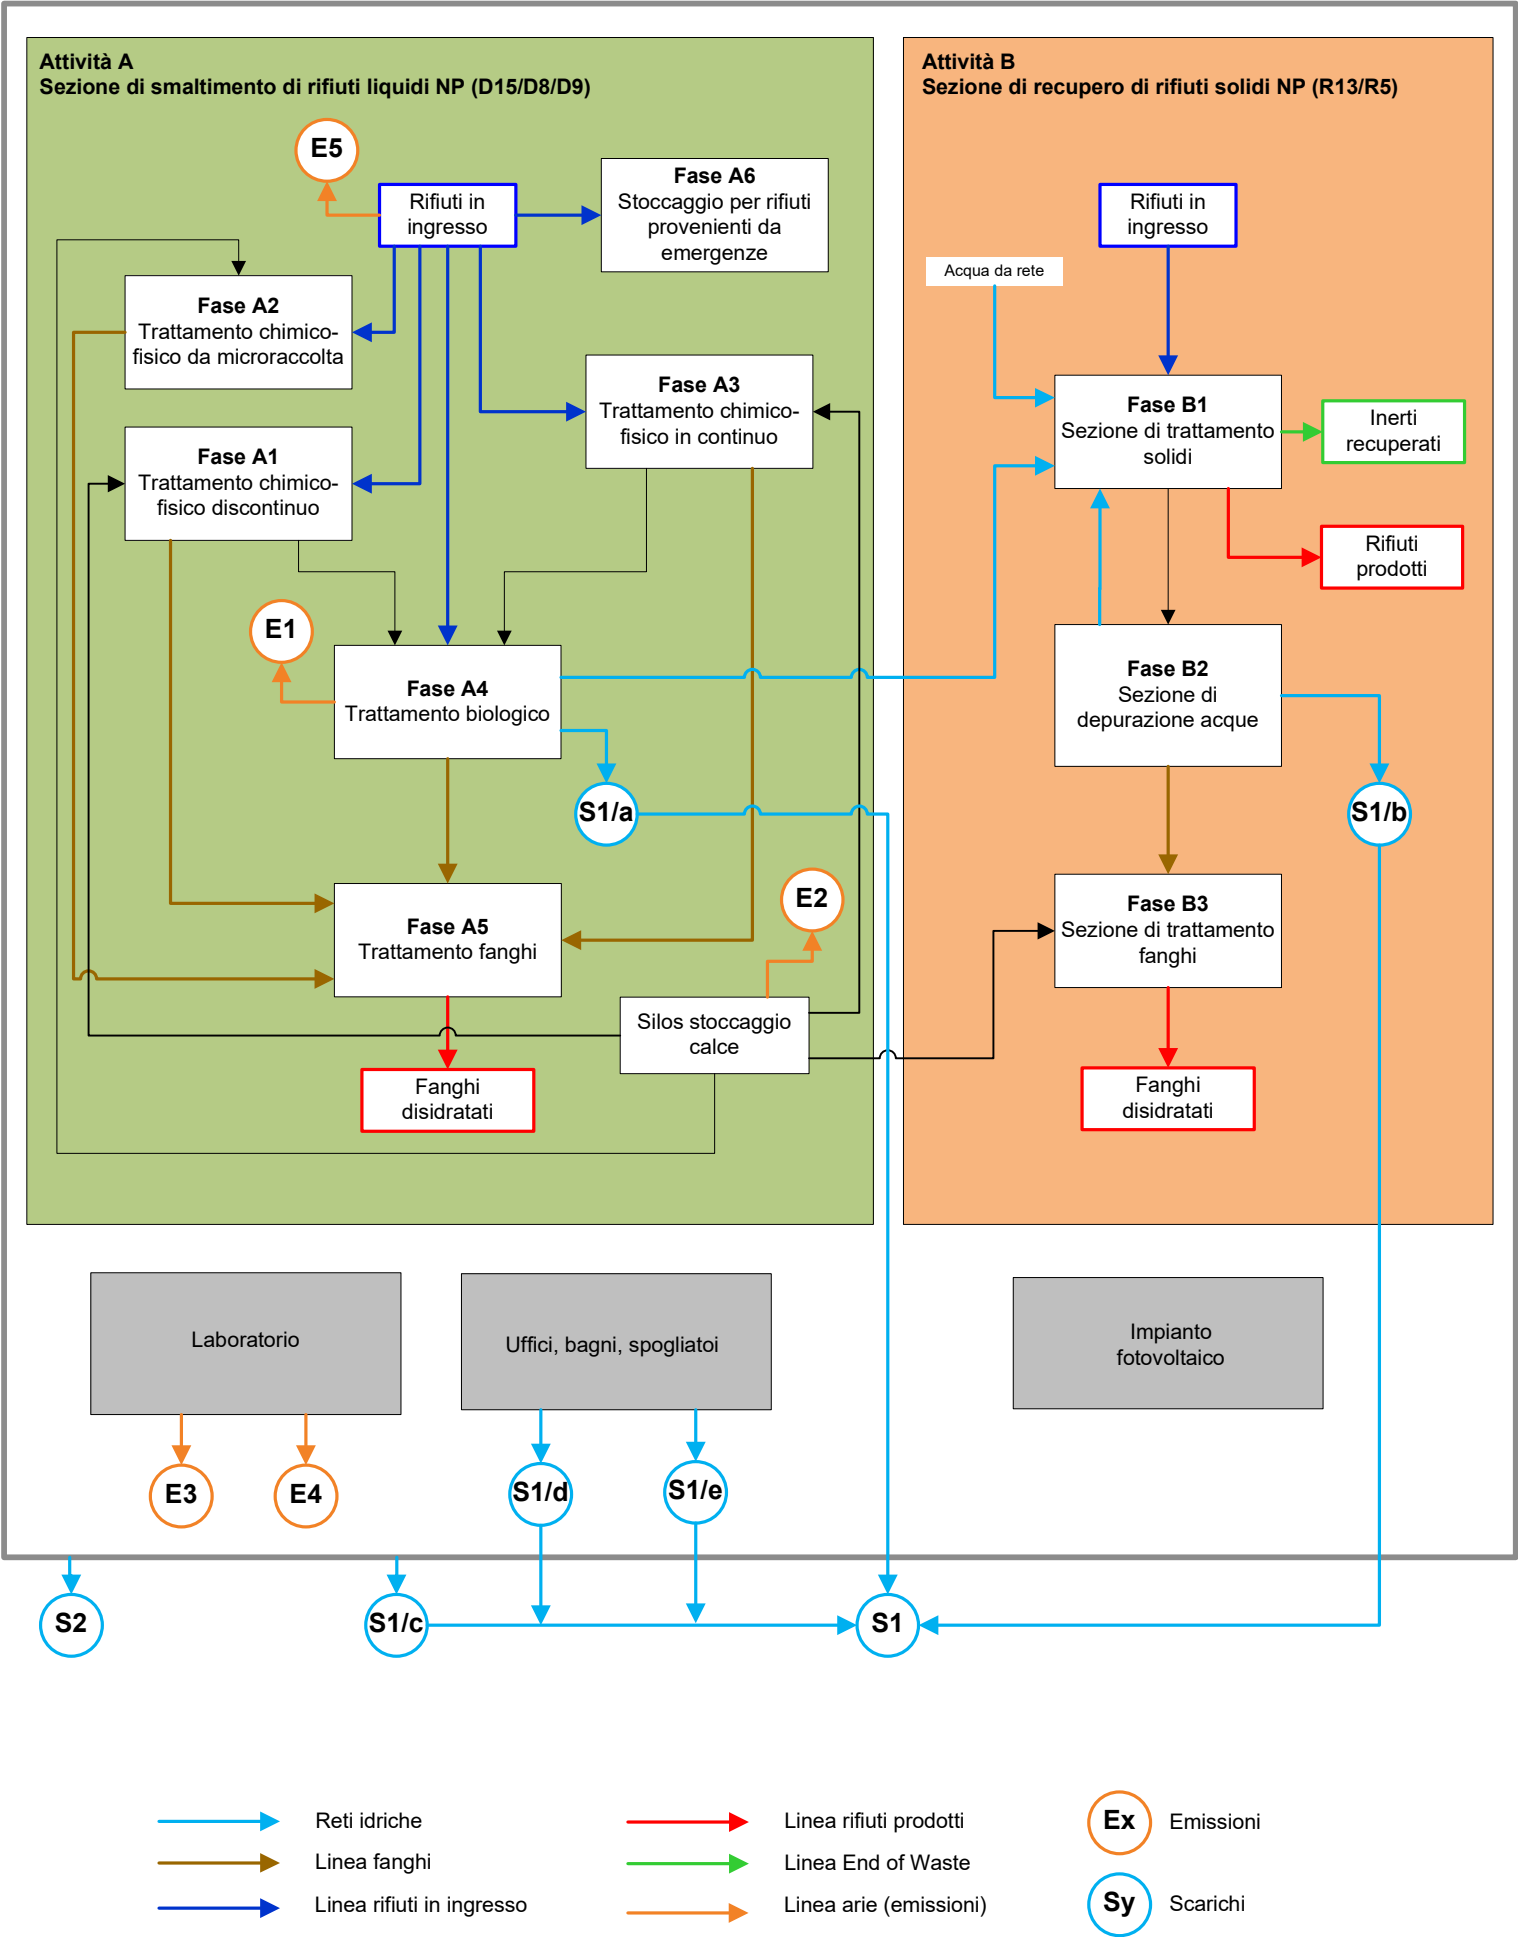 Attività A
Sezione di smaltimento di rifiuti liquidi NP (D15/D8/D9)
E5
Rifiuti in
ingresso
Fase A6
Stoccaggio per rifiuti
provenienti da
emergenze
Fase A2
Trattamento chimico-
fisico da microraccolta
Fase A3
Trattamento chimico-
fisico in continuo
Fase A1
Trattamento chimico-
fisico discontinuo
E1
Fase A4
Trattamento biologico
S1/a
E2
Fase A5
Trattamento fanghi
Silos stoccaggio
calce
Fanghi
disidratati
Attività B
Sezione di recupero di rifiuti solidi NP (R13/R5)
Rifiuti in
ingresso
Acqua da rete
Fase B1
Sezione di trattamento
solidi
Inerti
recuperati
Rifiuti
prodotti
Fase B2
Sezione di
depurazione acque
S1/b
Fase B3
Sezione di trattamento
fanghi
Fanghi
disidratati
Laboratorio
Uffici, bagni, spogliatoi
Impianto
fotovoltaico
E3
E4
S1/d
S1/e
S2
S1/c
S1
Reti idriche
Linea fanghi
Linea rifiuti in ingresso
Linea rifiuti prodotti
Linea End of Waste
Linea arie (emissioni)
Ex
Emissioni
Sy
Scarichi